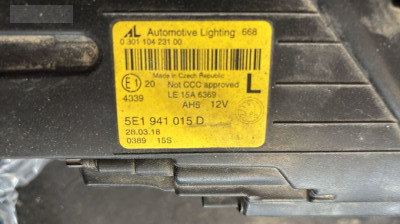 AL Automotive Lighting 668
0 301 104 231 00
Made in Czech Republic
E1 20 Not CCC approved L
4339 LE 15A 6369
AHS 12V
5E1 941 015 D
28.03.16
0389 15S